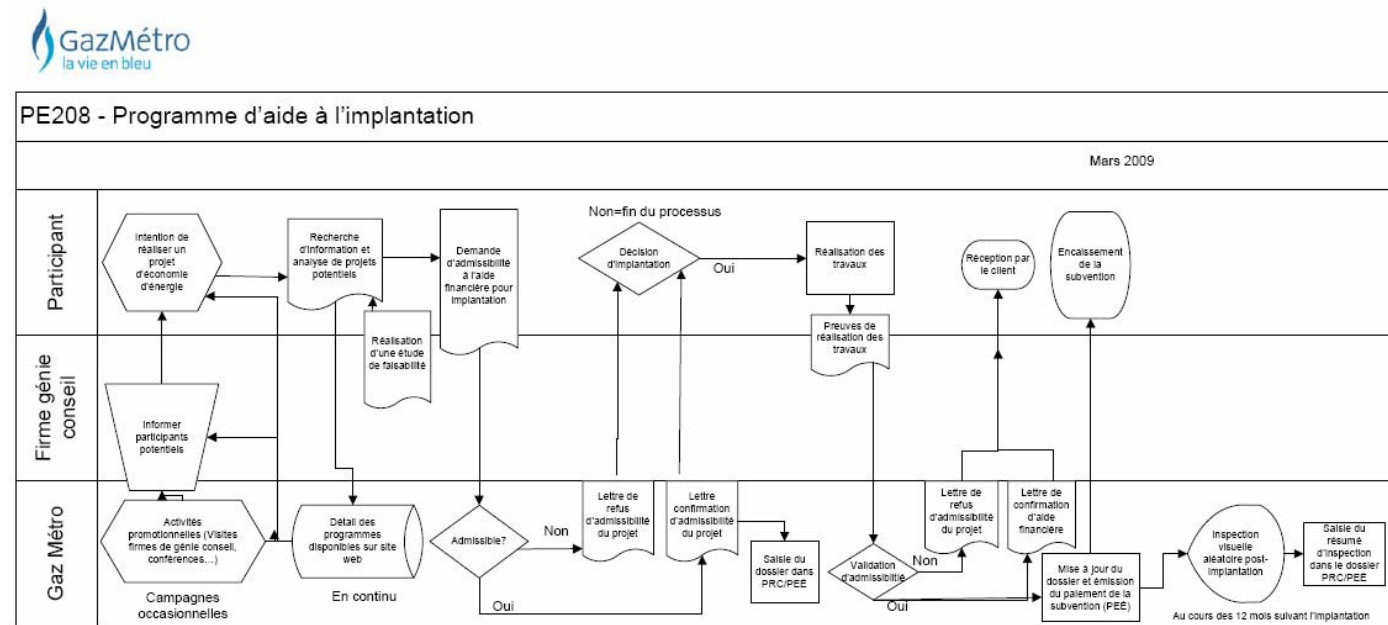 GazMétro
la vie en bleu
PE208 - Programme d'aide à l'implantation
Mars 2009
Participant
Intention de
réaliser un
projet
d'économie
d'énergie
Recherche
d'information et
analyse de projets
potentiels
Réalisation
d'une étude
de faisabilité
Demande
d'admissibilité
à l'aide
financière pour
implantation
Non=fin du processus
Décision
d'implantation
Oui
Réalisation des
travaux
Preuves de
réalisation des
travaux
Réception par
le client
Encaissement
de la
subvention
Firme génie
conseil
Informer
participants
potentiels
Gaz Métro
Activités
promotionnelles (Visites
firmes de génie conseil,
conférences...)
Campagnes
occasionnelles
Détail des
programmes
disponibles sur site
web
En continu
Admissible?
Non
Oui
Lettre de
refus
d'admissibilité
du projet
Lettre
confirmation
d'admissibilité
du projet
Saisie du
dossier dans
PRC/PEÉ
Validation
d'admissibiltié
Non
Oui
Lettre de
refus
d'admissibilité
du projet
Lettre de
confirmation
d'aide
financière
Mise à jour du
dossier et émission
du paiement de la
subvention (PEÉ)
Inspection
visuelle
aléatoire post-
implantation
Saisie du
résumé
d'inspection
dans le dossier
PRC/PEÉ
Au cours des 12 mois suivant l'implantation